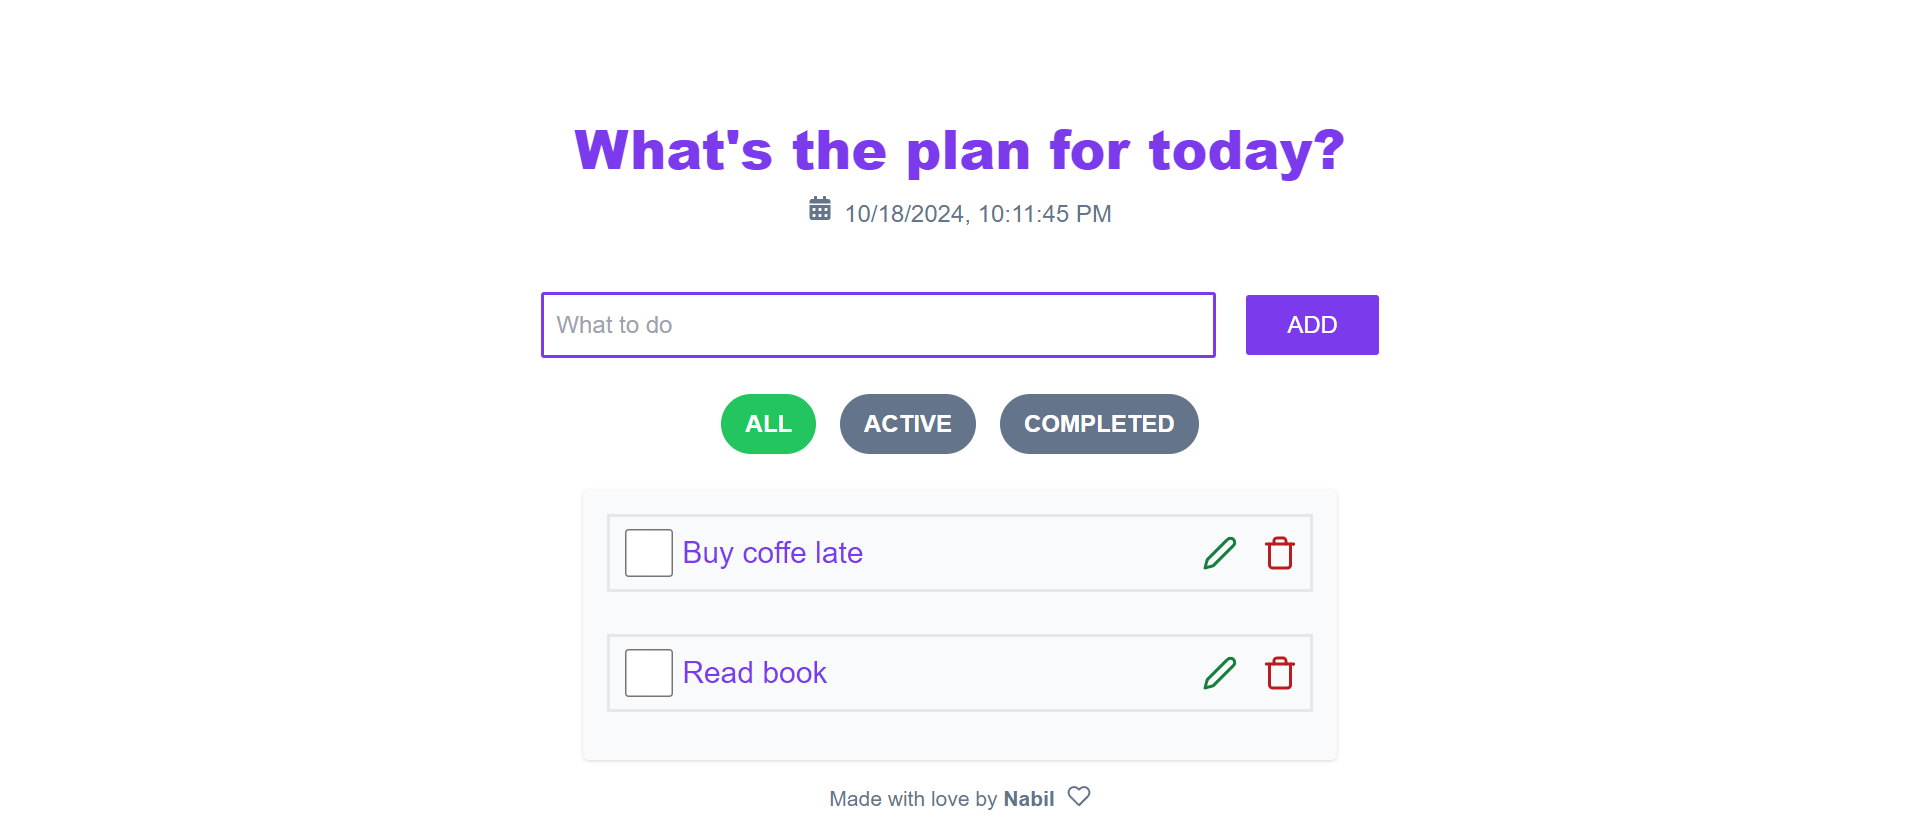 What's the plan for today?
10/18/2024, 10:11:45 PM
What to do
ADD
ALL ACTIVE COMPLETED
Buy coffe late
Read book
Made with love by Nabil